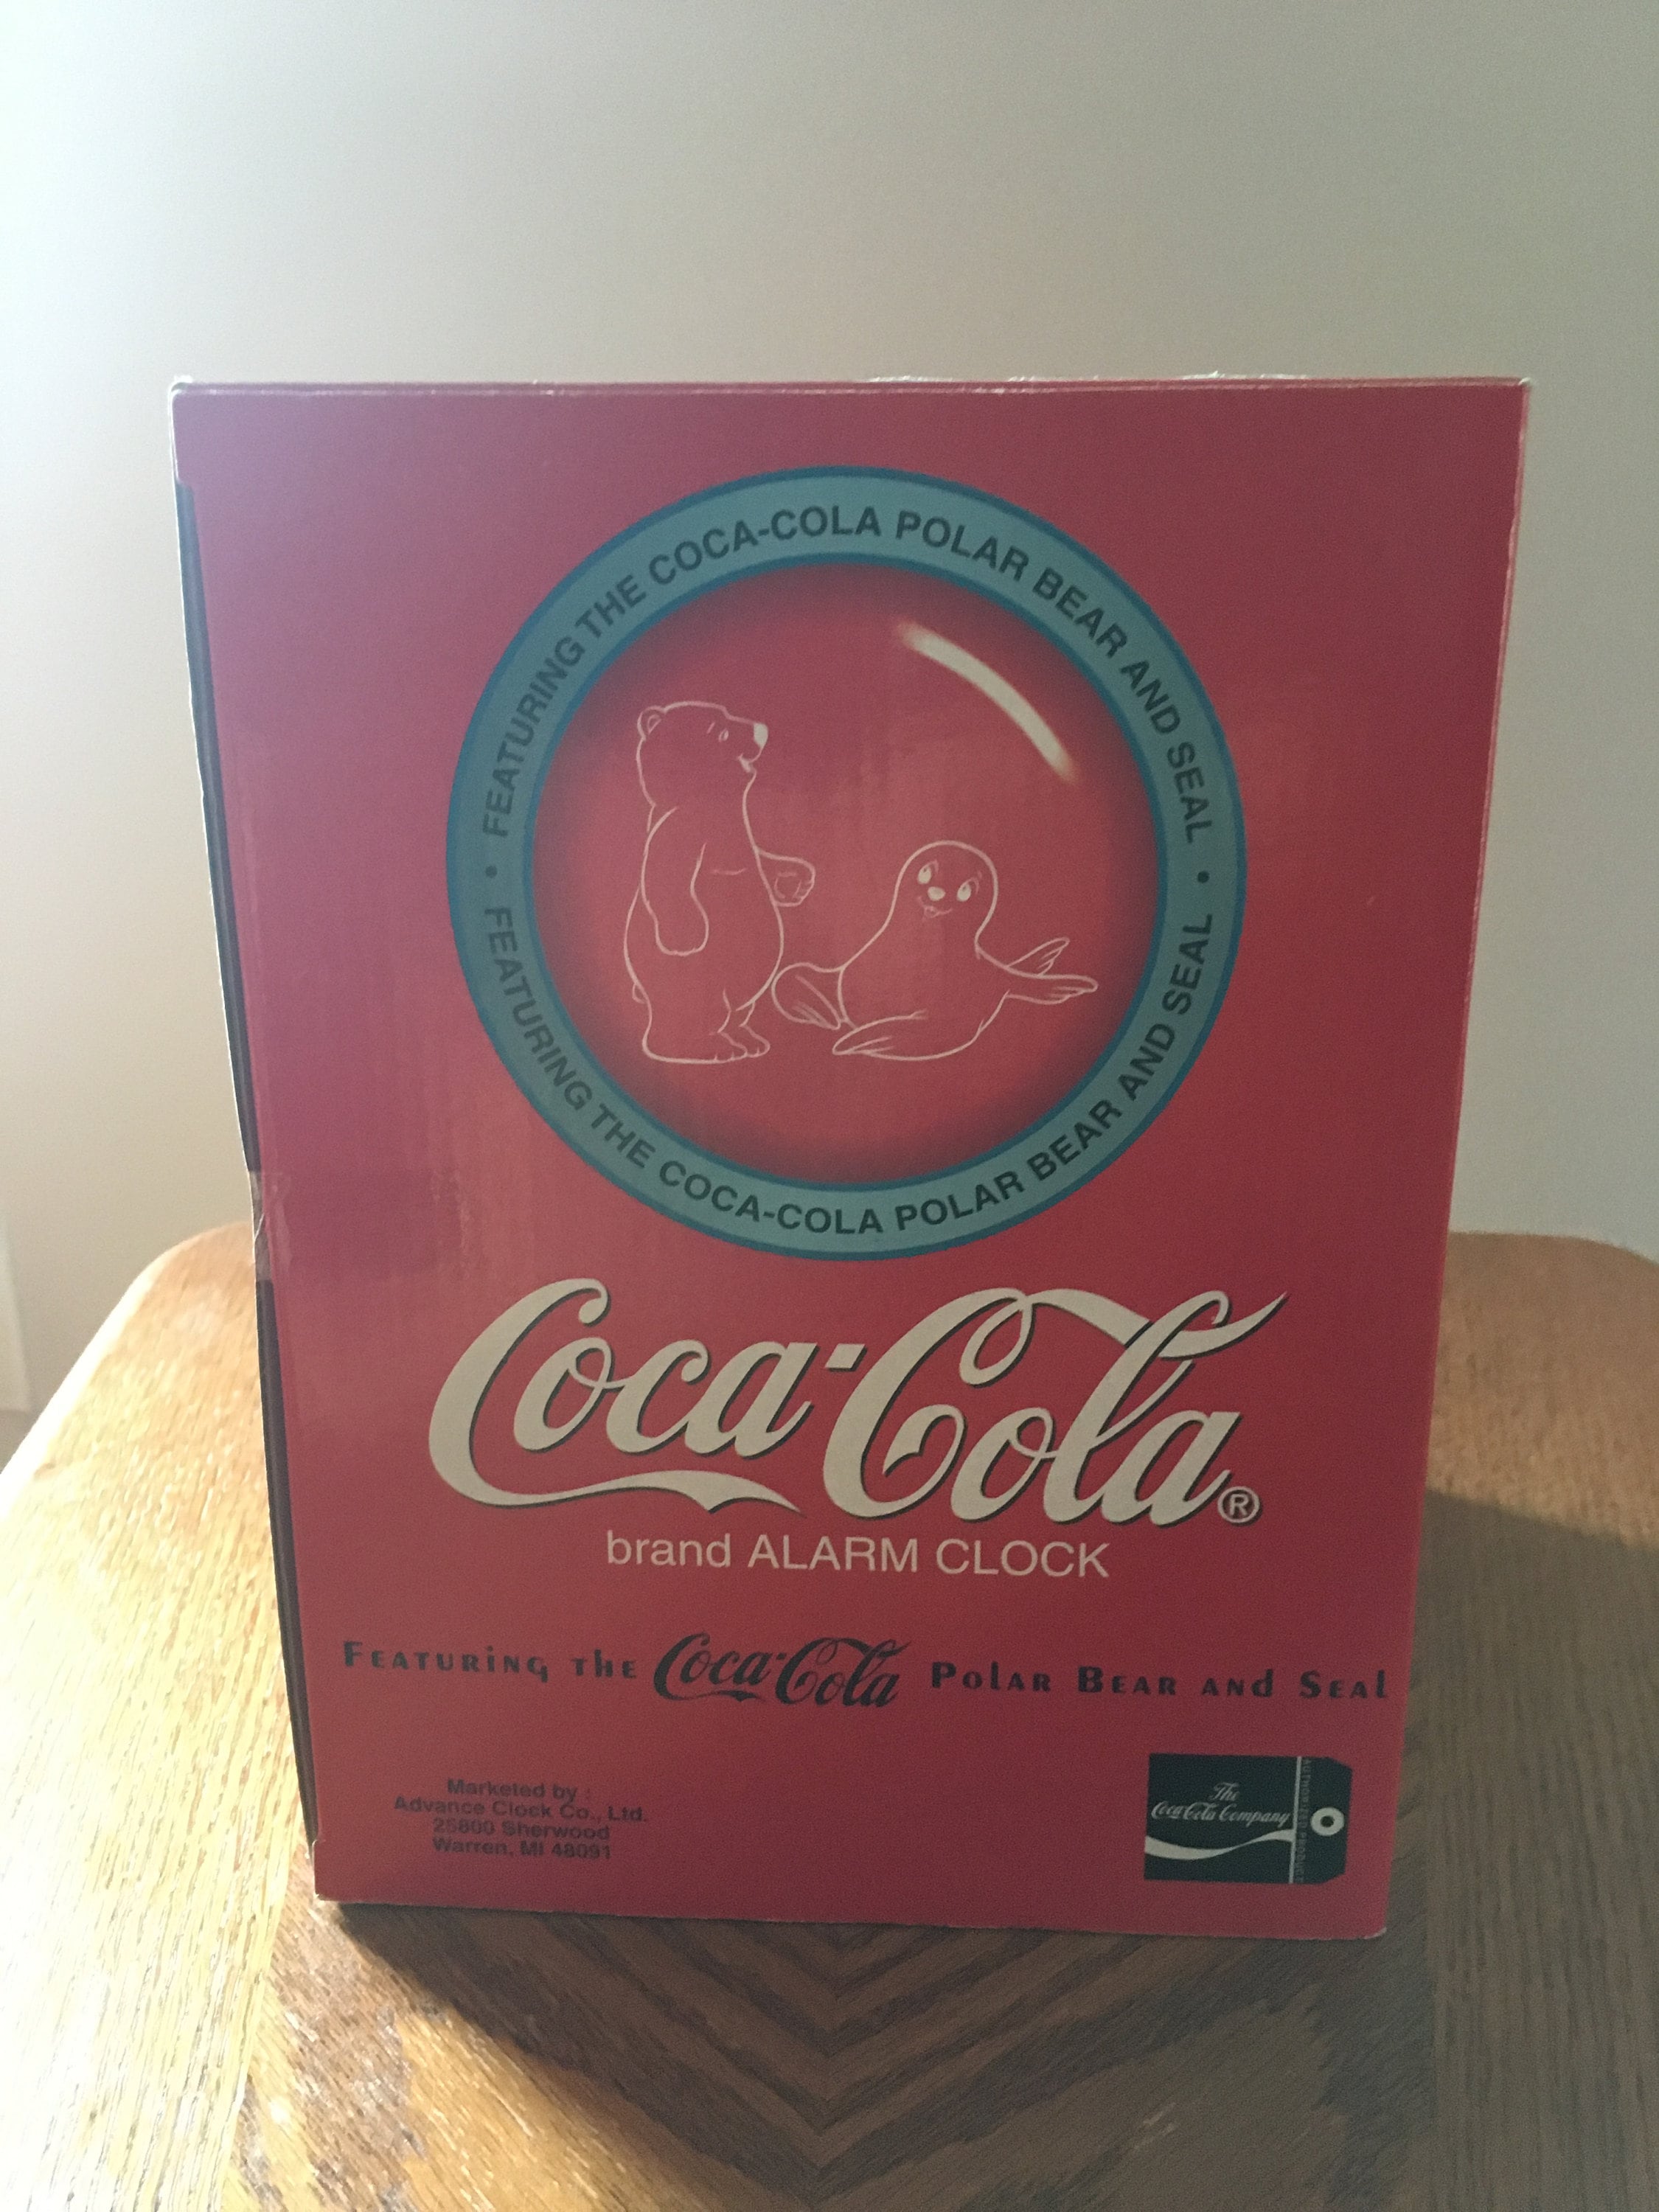 FEATURING THE COCA-COLA POLAR BEAR AND SEAL •
FEATURING THE COCA-COLA POLAR BEAR AND SEAL •
Coca-Cola®
brand ALARM CLOCK
FEATURING THE Coca-Cola POLAR BEAR AND SEAL
Marketed by :
Advance Clock Co., Ltd.
25800 Sherwood
Warren, MI 48091
The
Coca-Cola Company
AUTHORIZED PRODUCT